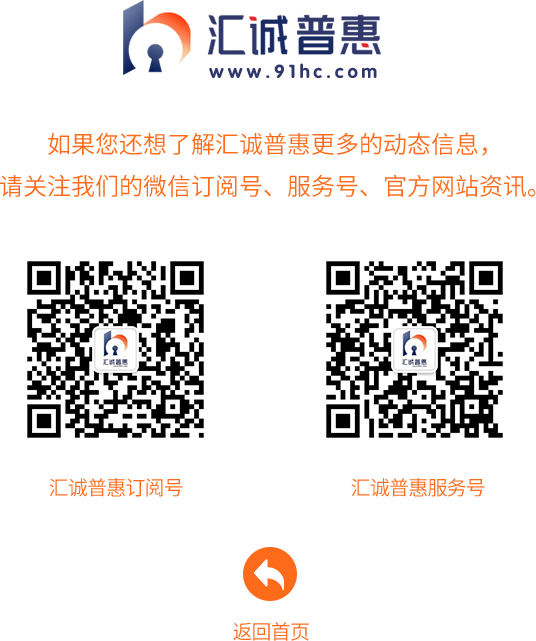 汇诚普惠
www.91hc.com
如果您还想了解汇诚普惠更多的动态信息，
请关注我们的微信订阅号、服务号、官方网站资讯。
汇诚普惠
汇诚普惠
汇诚普惠订阅号
汇诚普惠服务号
返回首页